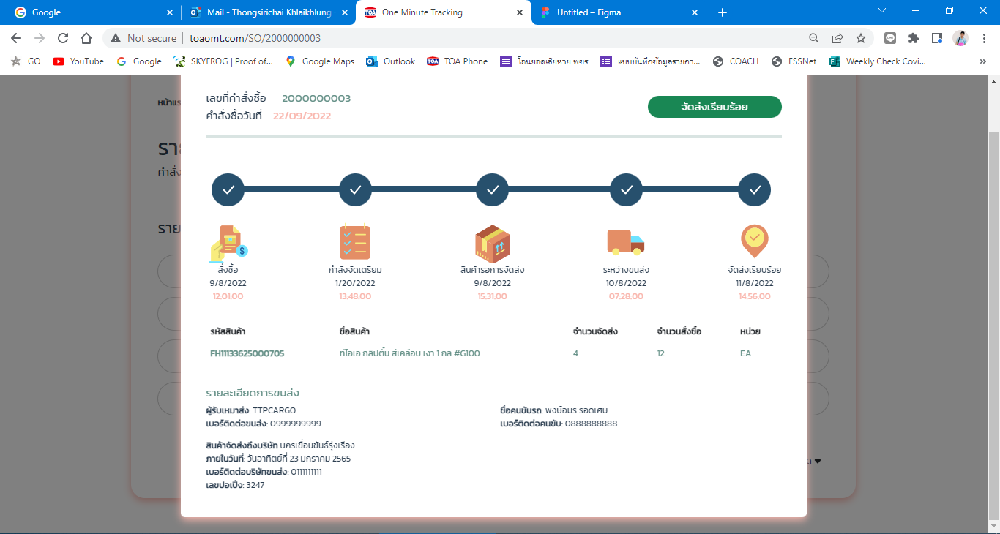 Google
Mail - Thongsirichai Khlaikhlung
One Minute Tracking
Untitled – Figma
Not secure
toaomt.com/SO/2000000003
GO
YouTube
Google
SKYFROG | Proof of...
Google Maps
Outlook
TOA Phone
โอนยอดเสียหาย พขร
แบบบันทึกข้อมูลรายกา...
COACH
ESSNet
Weekly Check Covi...
หน้าแร
ราย
คำสั่ง
ราย
เลขที่คำสั่งซื้อ 2000000003
คำสั่งซื้อวันที่ 22/09/2022
จัดส่งเรียบร้อย
สั่งซื้อ
9/8/2022
12:01:00
กำลังจัดเตรียม
1/20/2022
13:48:00
สินค้ารอการจัดส่ง
9/8/2022
15:31:00
ระหว่างขนส่ง
10/8/2022
07:28:00
จัดส่งเรียบร้อย
11/8/2022
14:56:00
รหัสสินค้า ชื่อสินค้า จำนวนจัดส่ง จำนวนสั่งซื้อ หน่วย
FH11133625000705 ทีโอเอ กลิปตั้น สีเคลือบ เงา 1 กล #G100 4 12 EA
รายละเอียดการขนส่ง
ผู้รับเหมาส่ง: TTPCARGO
เบอร์ติดต่อขนส่ง: 0999999999
ชื่อคนขับรถ: พงษ์อมร รอดเศษ
เบอร์ติดต่อคนขับ: 0888888888
สินค้าจัดส่งถึงบริษัท นครเขื่อนขันธ์รุ่งเรือง
ภายในวันที่: วันอาทิตย์ที่ 23 มกราคม 2565
เบอร์ติดต่อบริษัทขนส่ง: 0111111111
เลขปอเปิ่ง: 3247